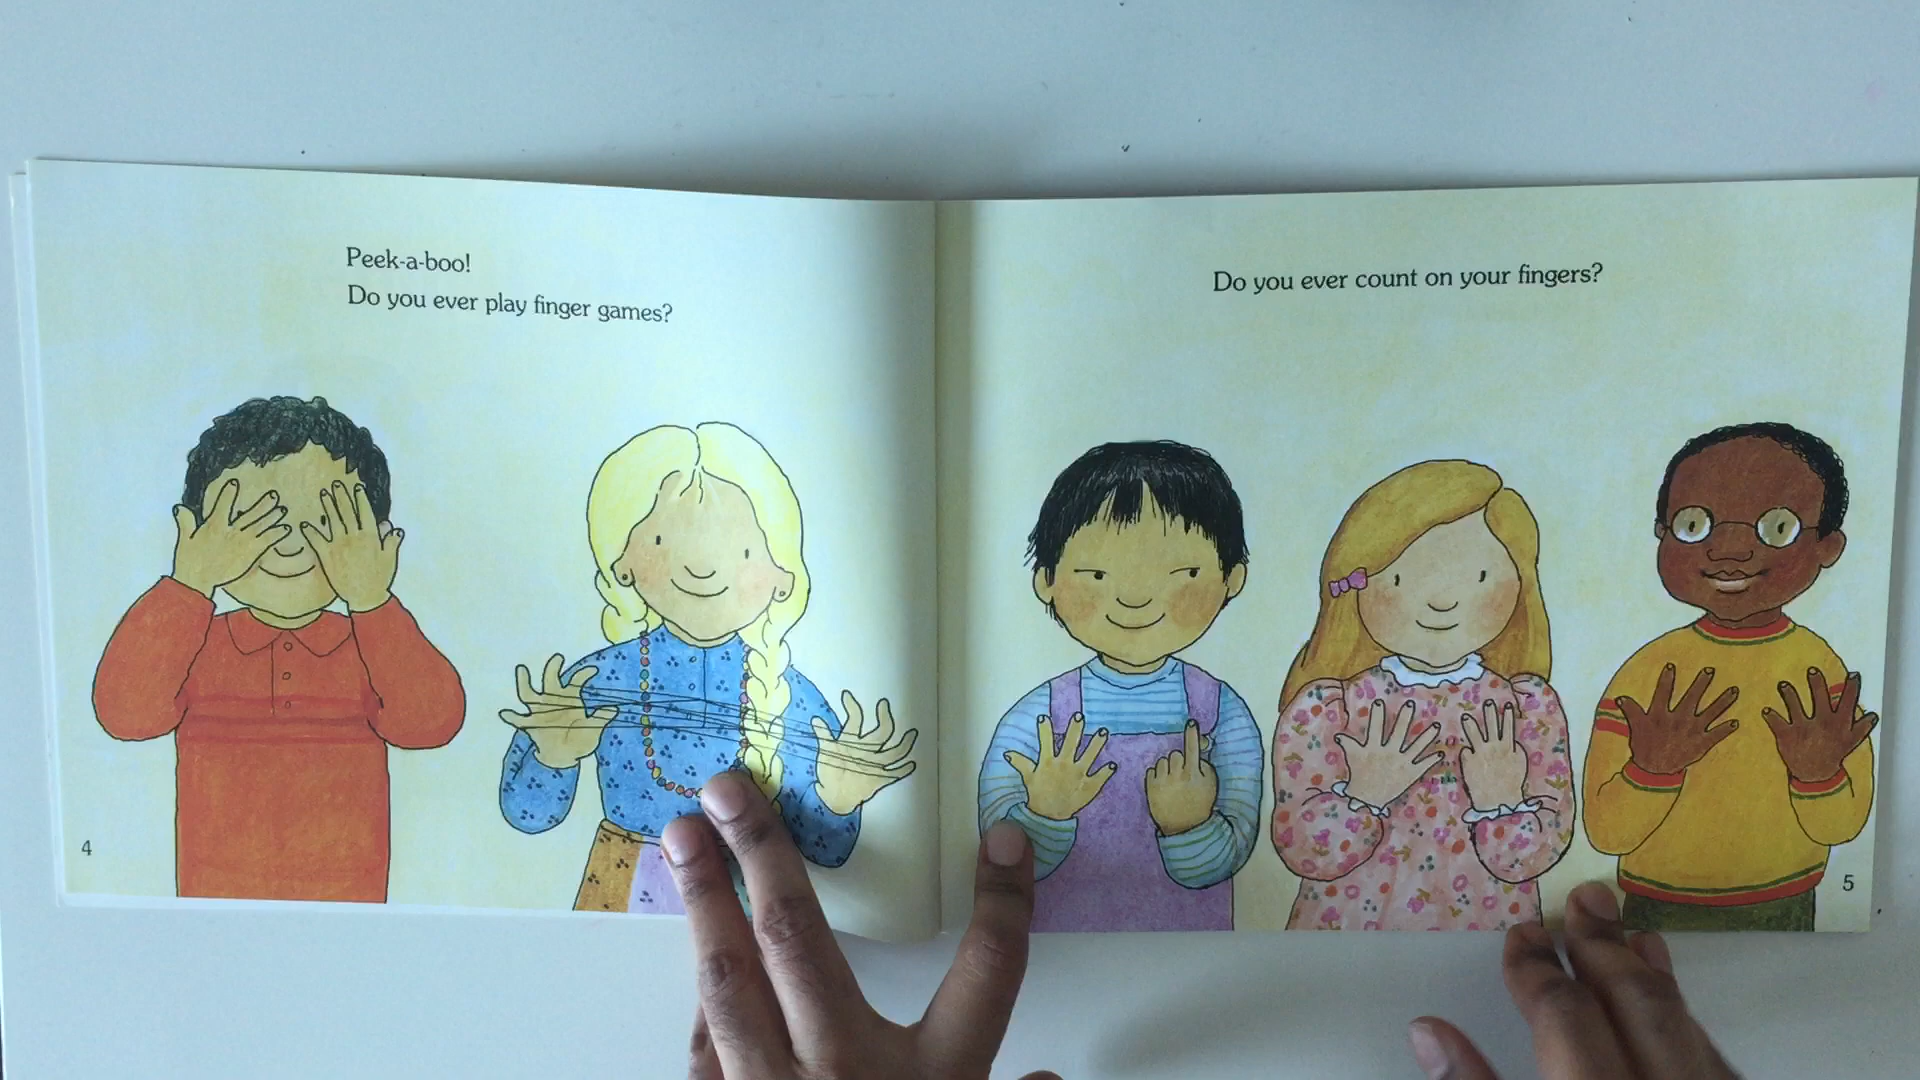 Peek-a-boo!
Do you ever play finger games?
4
Do you ever count on your fingers?
5